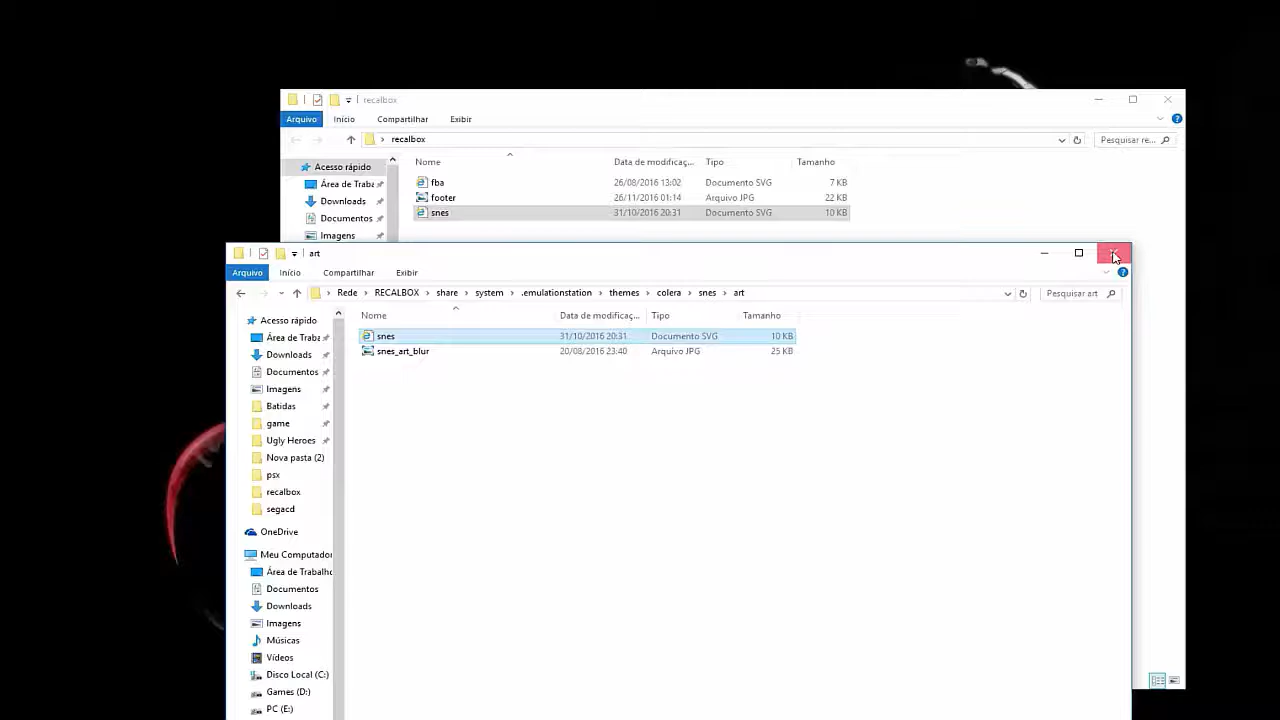 recalbox
Arquivo Início Compartilhar Exibir
recalbox Pesquisar re...
Acesso rápido
Nome Data de modificaç... Tipo Tamanho
Área de Traba
fba 26/08/2016 13:02 Documento SVG 7 KB
Downloads
footer 26/11/2016 01:14 Arquivo JPG 22 KB
Documentos
snes 31/10/2016 20:31 Documento SVG 10 KB
Imagens
art
Arquivo Início Compartilhar Exibir
Rede > RECALBOX > share > system > .emulationstation > themes > colera > snes > art Pesquisar art
Nome Data de modificaç... Tipo Tamanho
snes 31/10/2016 20:31 Documento SVG 10 KB
snes_art_blur 20/08/2016 23:40 Arquivo JPG 25 KB
Acesso rápido
Área de Traba
Downloads
Documentos
Imagens
Batidas
game
Ugly Heroes
Nova pasta (2)
psx
recalbox
segacd
OneDrive
Meu Computador
Área de Trabalho
Documentos
Downloads
Imagens
Músicas
Vídeos
Disco Local (C:)
Games (D:)
PC (E:)